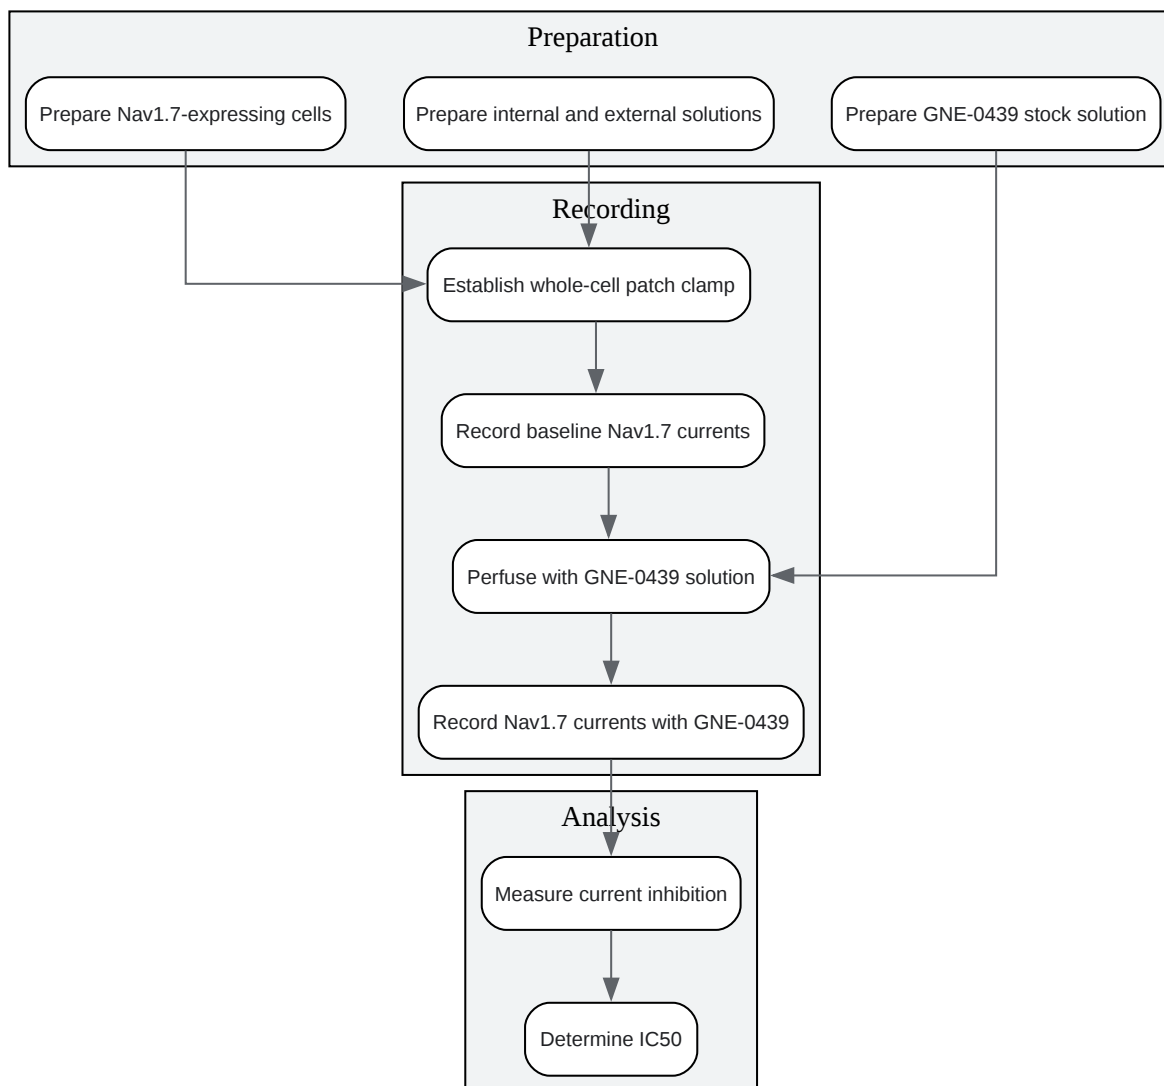 Preparation
Prepare Nav1.7-expressing cells
Prepare internal and external solutions
Prepare GNE-0439 stock solution
Recording
Establish whole-cell patch clamp
Record baseline Nav1.7 currents
Perfuse with GNE-0439 solution
Record Nav1.7 currents with GNE-0439
Analysis
Measure current inhibition
Determine IC50